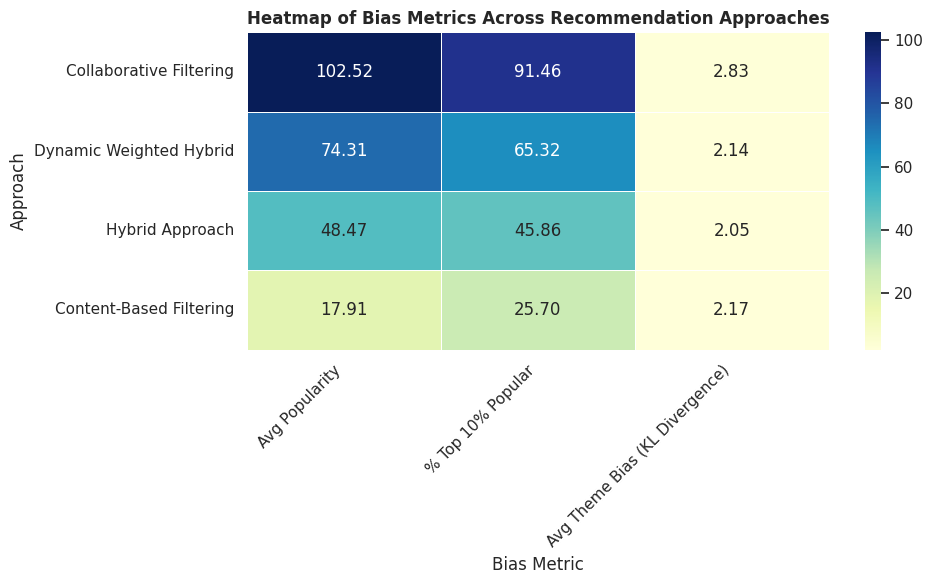 Heatmap of Bias Metrics Across Recommendation Approaches
Approach
Collaborative Filtering 102.52 91.46 2.83
Dynamic Weighted Hybrid 74.31 65.32 2.14
Hybrid Approach 48.47 45.86 2.05
Content-Based Filtering 17.91 25.70 2.17
Avg Popularity
% Top 10% Popular
Avg Theme Bias (KL Divergence)
Bias Metric
100
80
60
40
20